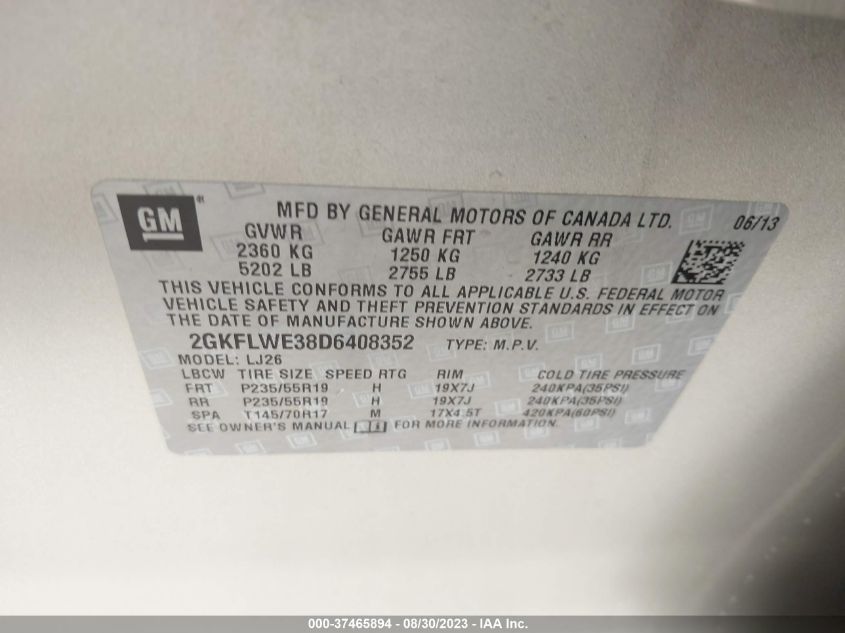 GM ®
MFD BY GENERAL MOTORS OF CANADA LTD. 06/13
GVWR GAWR FRT GAWR RR
2360 KG 1250 KG 1240 KG
5202 LB 2755 LB 2733 LB
THIS VEHICLE CONFORMS TO ALL APPLICABLE U.S. FEDERAL MOTOR
VEHICLE SAFETY AND THEFT PREVENTION STANDARDS IN EFFECT ON
THE DATE OF MANUFACTURE SHOWN ABOVE.
2GKFLWE38D6408352 TYPE: M.P.V.
MODEL: LJ26
LBCW TIRE SIZE SPEED RTG RIM COLD TIRE PRESSURE
FRT P235/55R19 H 19X7J 240KPA(35PSI)
RR P235/55R19 H 19X7J 240KPA(35PSI)
SPA T145/70R17 M 17X4.5T 420KPA(60PSI)
SEE OWNER'S MANUAL FOR MORE INFORMATION.
000-37465894 - 08/30/2023 - IAA Inc.